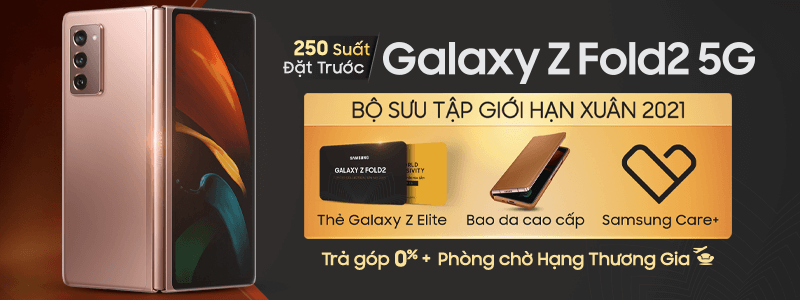 250 Suất
Đặt Trước
Galaxy Z Fold2 5G
BỘ SƯU TẬP GIỚI HẠN XUÂN 2021
SAMSUNG
GALAXY Z FOLD2
Thẻ Galaxy Z Elite
Bao da cao cấp
Samsung Care+
Trả góp 0% + Phòng chờ Hạng Thương Gia